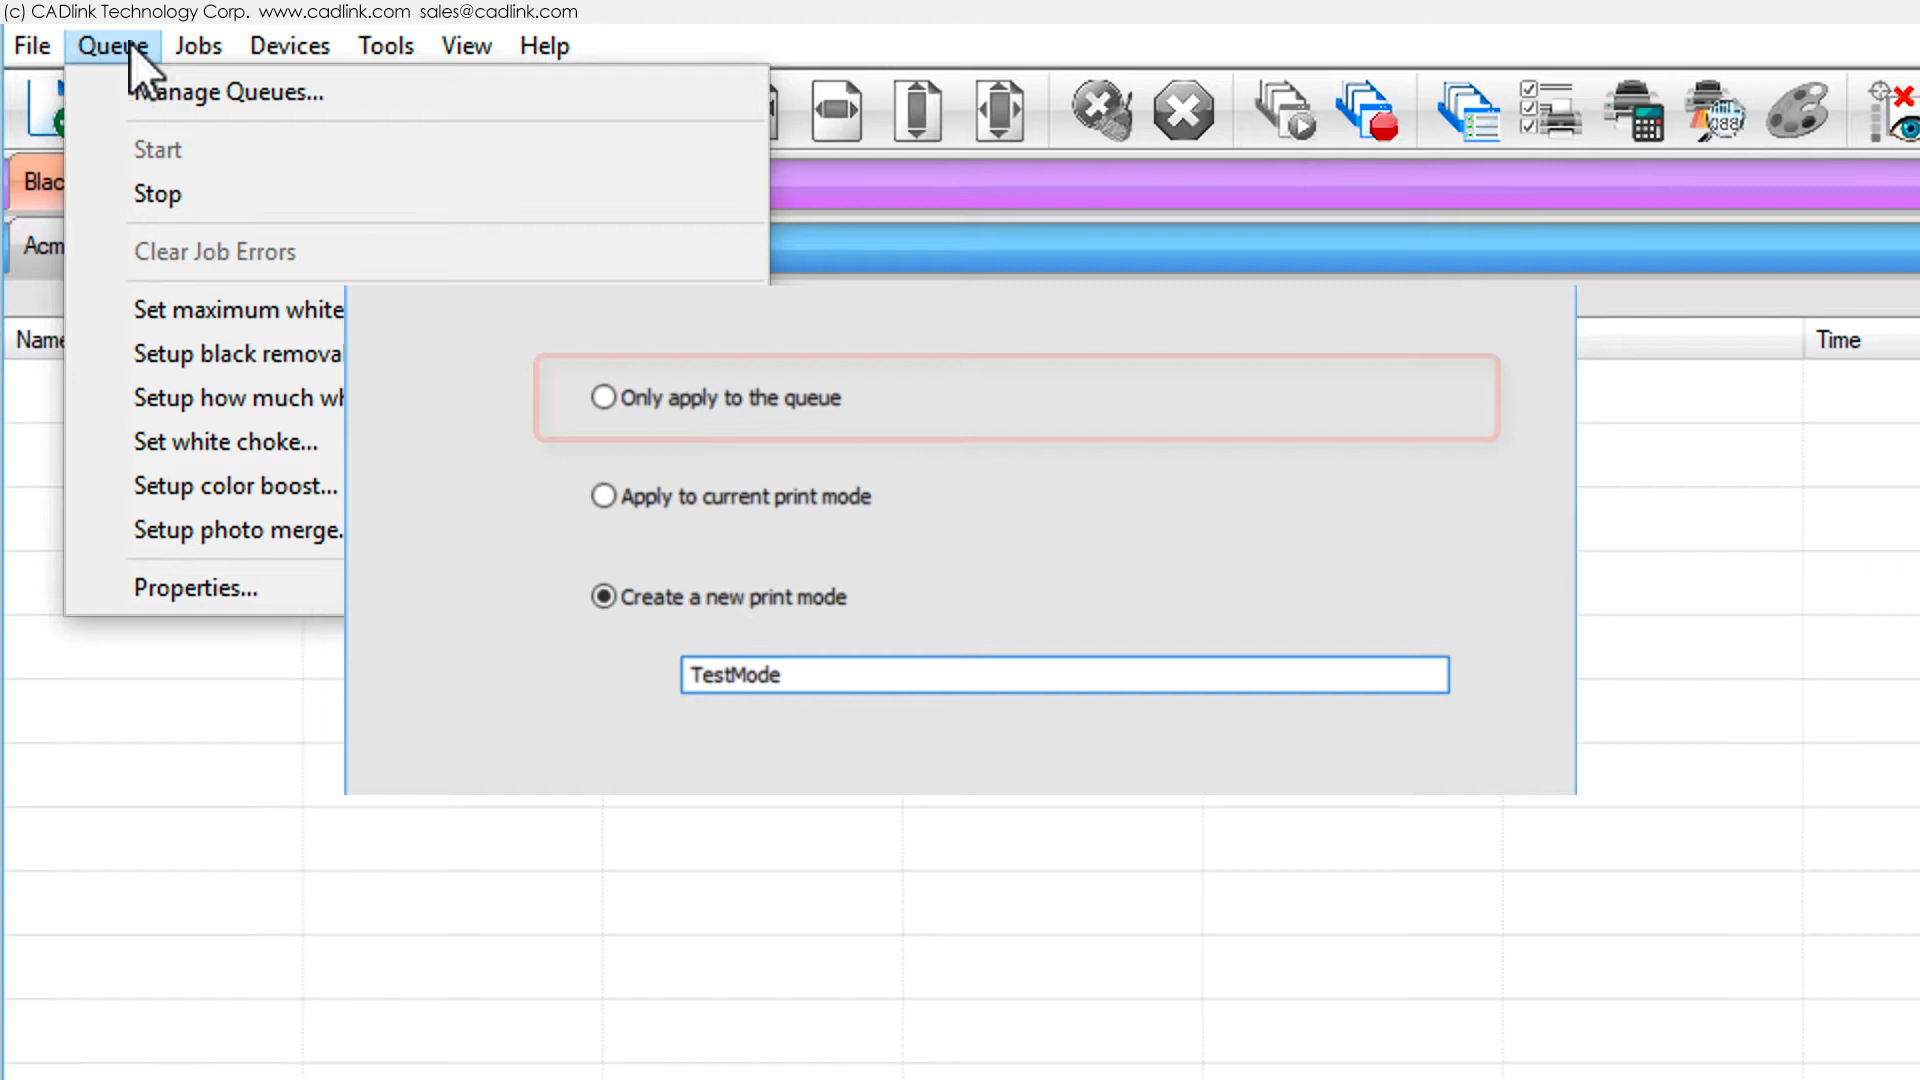 (c) CADlink Technology Corp. www.cadlink.com sales@cadlink.com
File Queue Jobs Devices Tools View Help
Manage Queues...
Start
Stop
Clear Job Errors
Set maximum white
Setup black remova
Setup how much wh
Set white choke...
Setup color boost...
Setup photo merge.
Properties...
Blac
Acm
Name
Time
Only apply to the queue
Apply to current print mode
Create a new print mode
TestMode